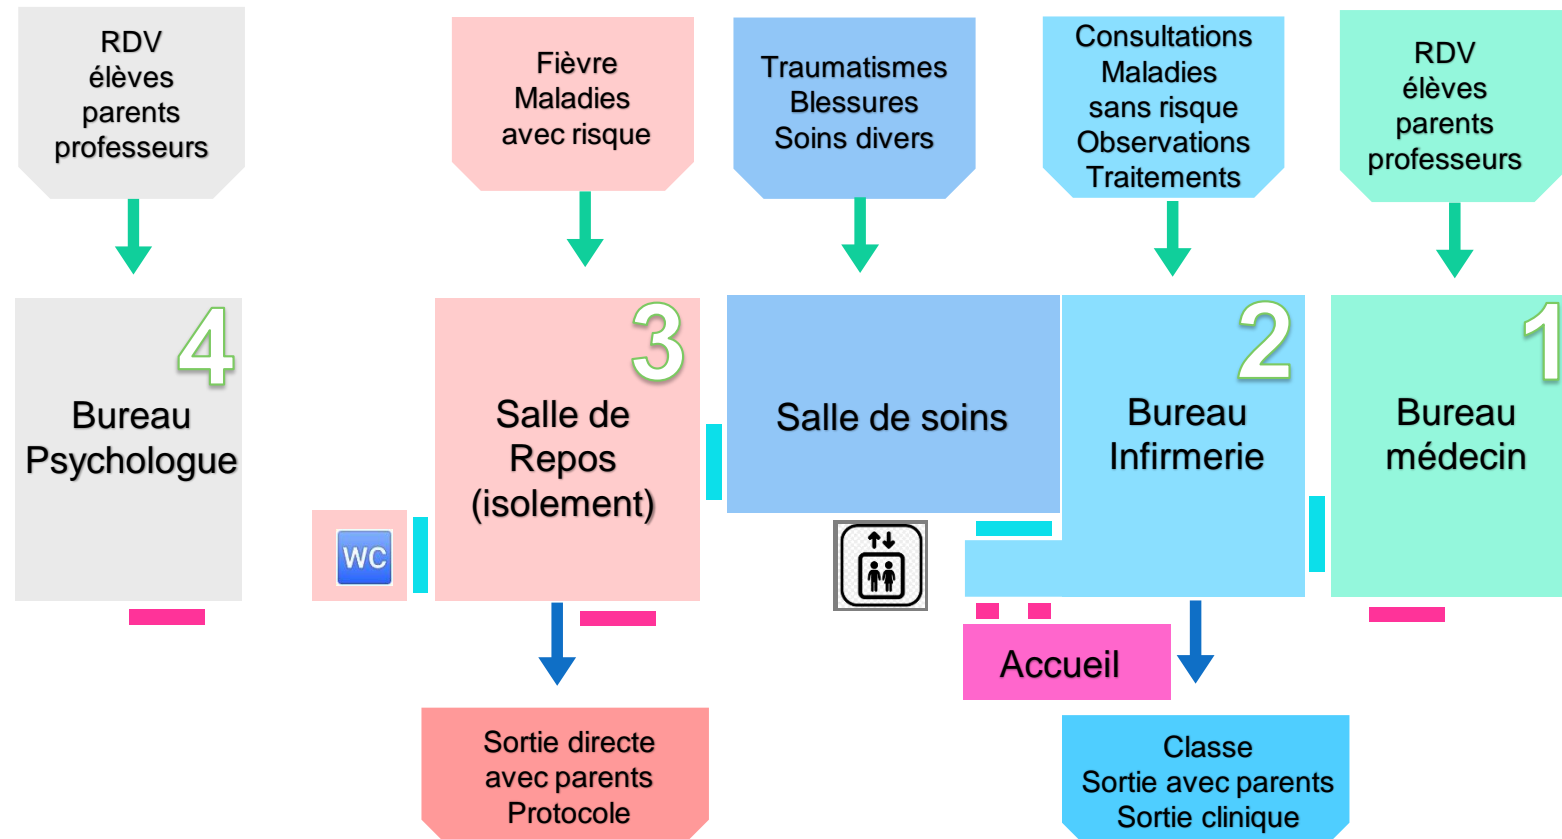 RDV
élèves
parents
professeurs
Fièvre
Maladies
avec risque
Traumatismes
Blessures
Soins divers
Consultations
Maladies
sans risque
Observations
Traitements
RDV
élèves
parents
professeurs
4
Bureau
Psychologue
3
Salle de
Repos
(isolement)
Salle de soins
2
Bureau
Infirmerie
1
Bureau
médecin
WC
Accueil
Sortie directe
avec parents
Protocole
Classe
Sortie avec parents
Sortie clinique